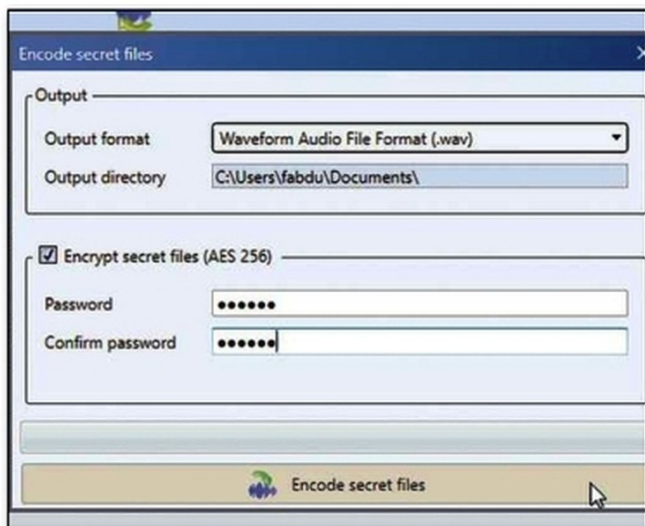 Encode secret files
Output
Output format Waveform Audio File Format (.wav)
Output directory C:\Users\fabdu\Documents\
Encrypt secret files (AES 256)
Password ●●●●●●
Confirm password ●●●●●●
Encode secret files